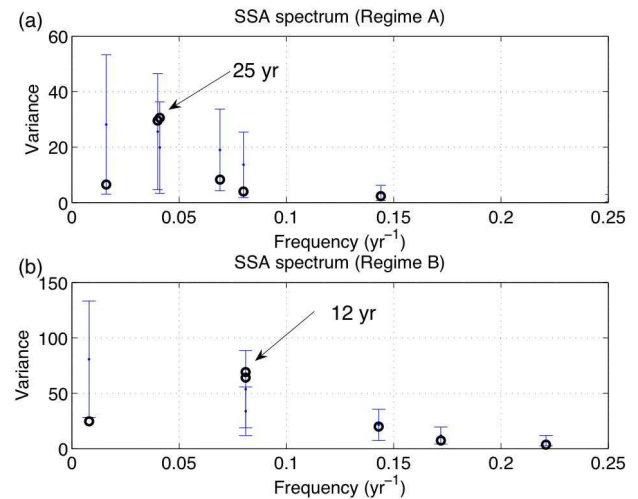 (a)
SSA spectrum (Regime A)
60
40
20
0
Variance
25 yr
0 0.05 0.1 0.15 0.2 0.25
Frequency (yr⁻¹)
(b)
SSA spectrum (Regime B)
150
100
50
0
Variance
12 yr
0 0.05 0.1 0.15 0.2 0.25
Frequency (yr⁻¹)